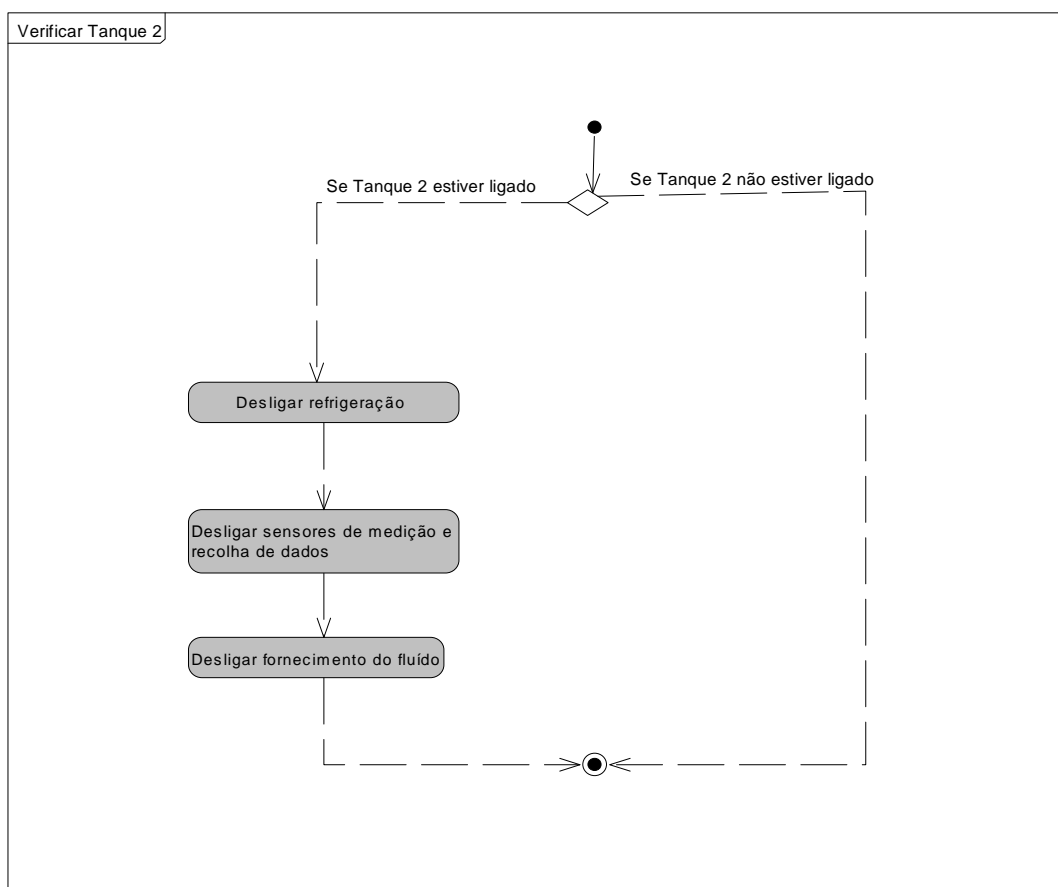 Verificar Tanque 2
Se Tanque 2 estiver ligado
Se Tanque 2 não estiver ligado
Desligar refrigeração
Desligar sensores de medição e
recolha de dados
Desligar fornecimento do fluído